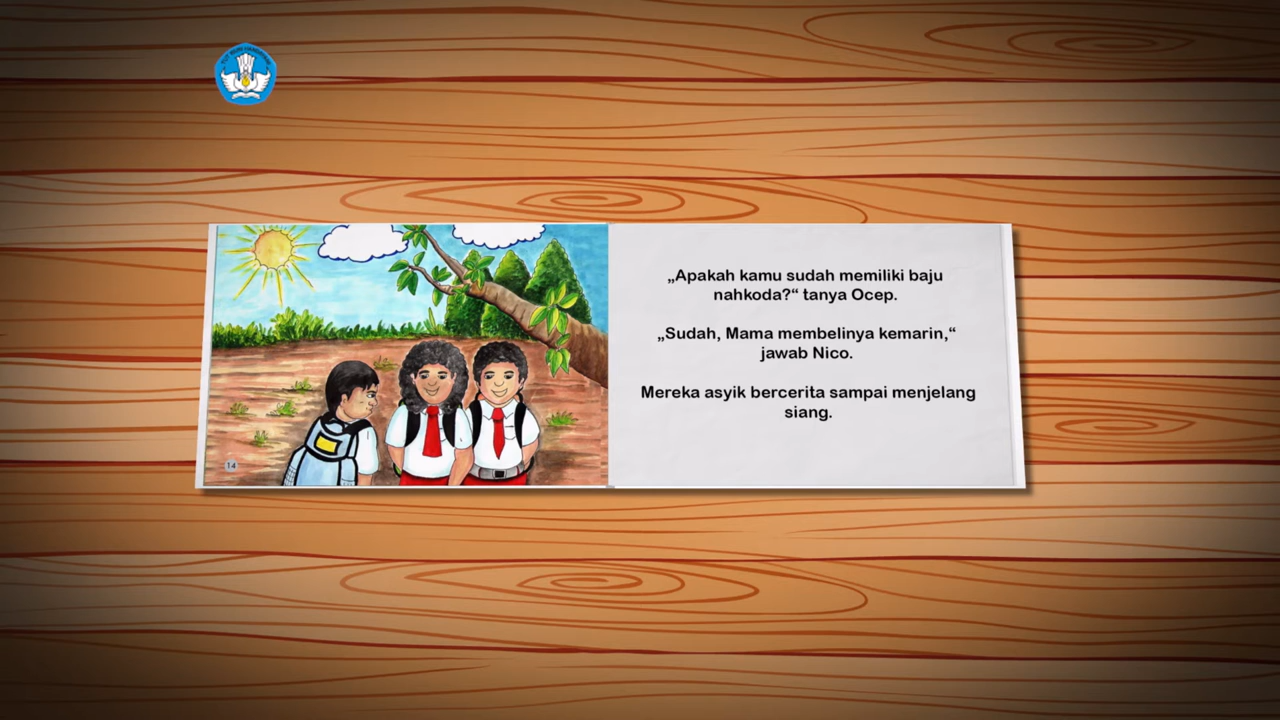 „Apakah kamu sudah memiliki baju
nahkoda?“ tanya Ocep.
„Sudah, Mama membelinya kemarin,“
jawab Nico.
Mereka asyik bercerita sampai menjelang
siang.
14